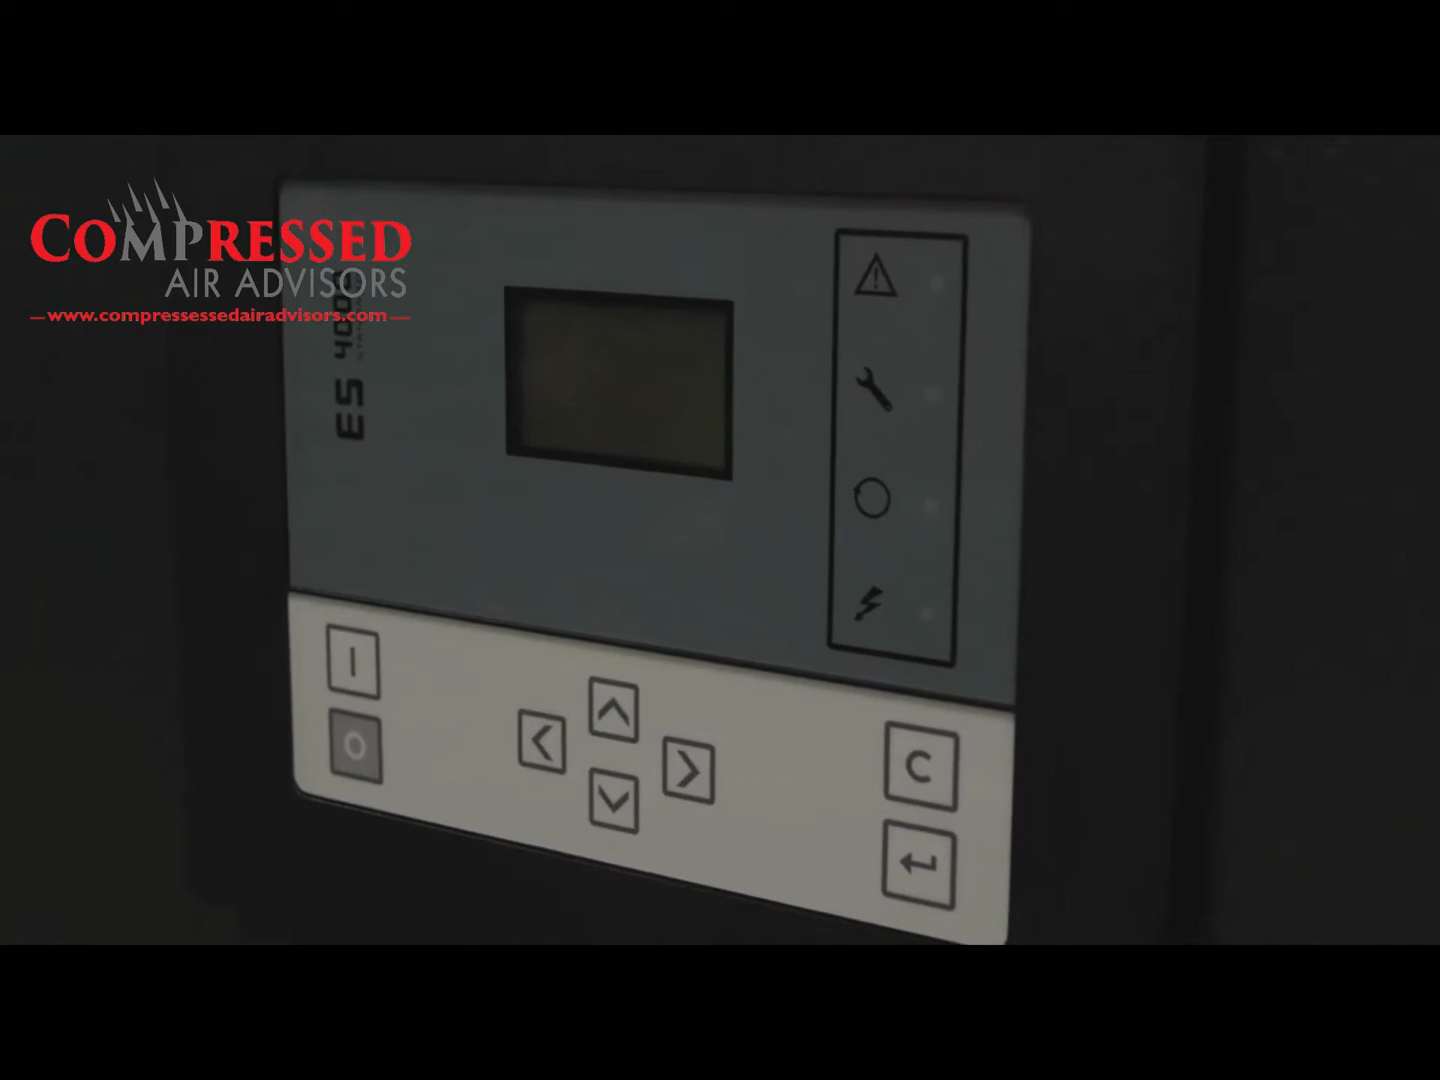 COMPRESSED
AIR ADVISORS
www.compressessedairadvisors.com
ES 4000
I
O
C